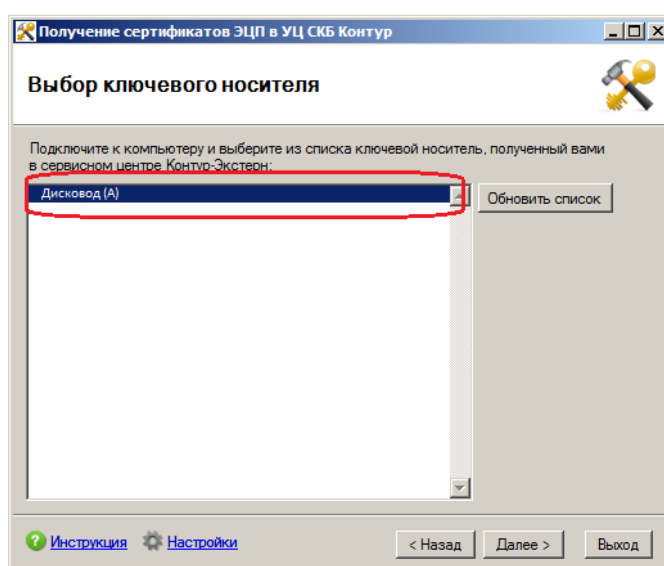 Получение сертификатов ЭЦП в УЦ СКБ Контур
Выбор ключевого носителя
Подключите к компьютеру и выберите из списка ключевой носитель, полученный вами
в сервисном центре Контур-Экстерн:
Дисковод (A)
Обновить список
Инструкция
Настройки
< Назад
Далее >
Выход